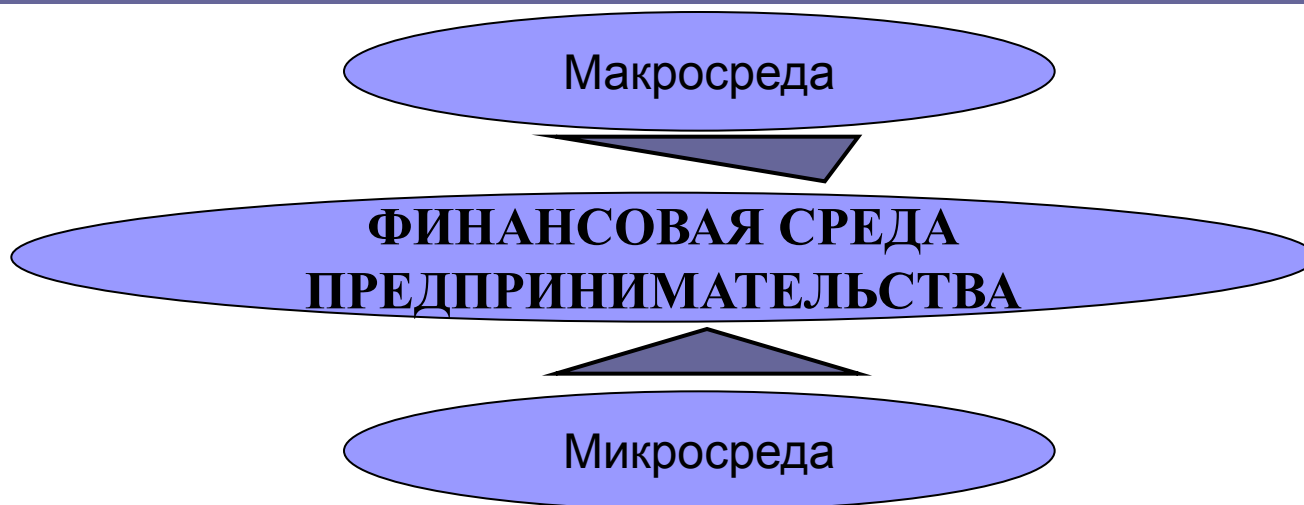 Макросреда
ФИНАНСОВАЯ СРЕДА
ПРЕДПРИНИМАТЕЛЬСТВА
Микросреда